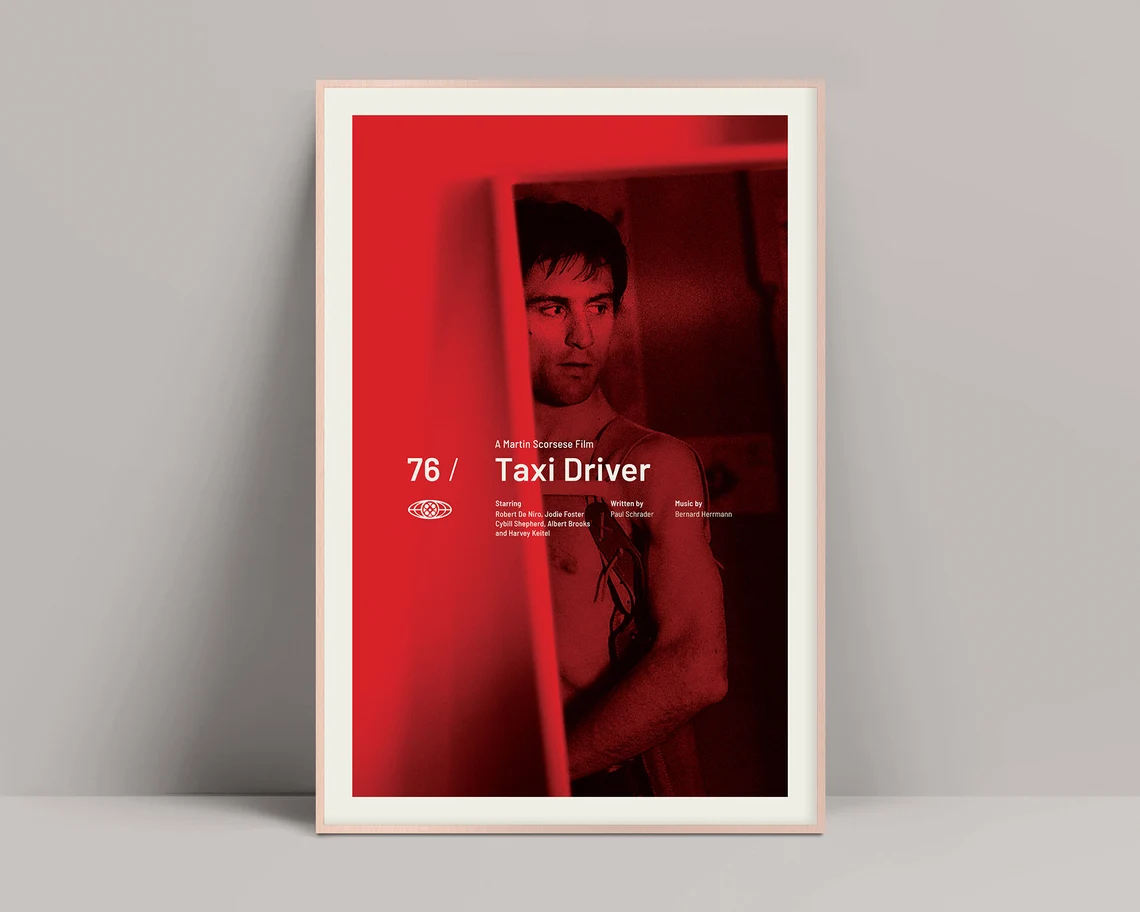 A Martin Scorsese Film
76 / Taxi Driver
Starring
Robert De Niro, Jodie Foster
Cybill Shepherd, Albert Brooks
and Harvey Keitel
Written by
Paul Schrader
Music by
Bernard Herrmann